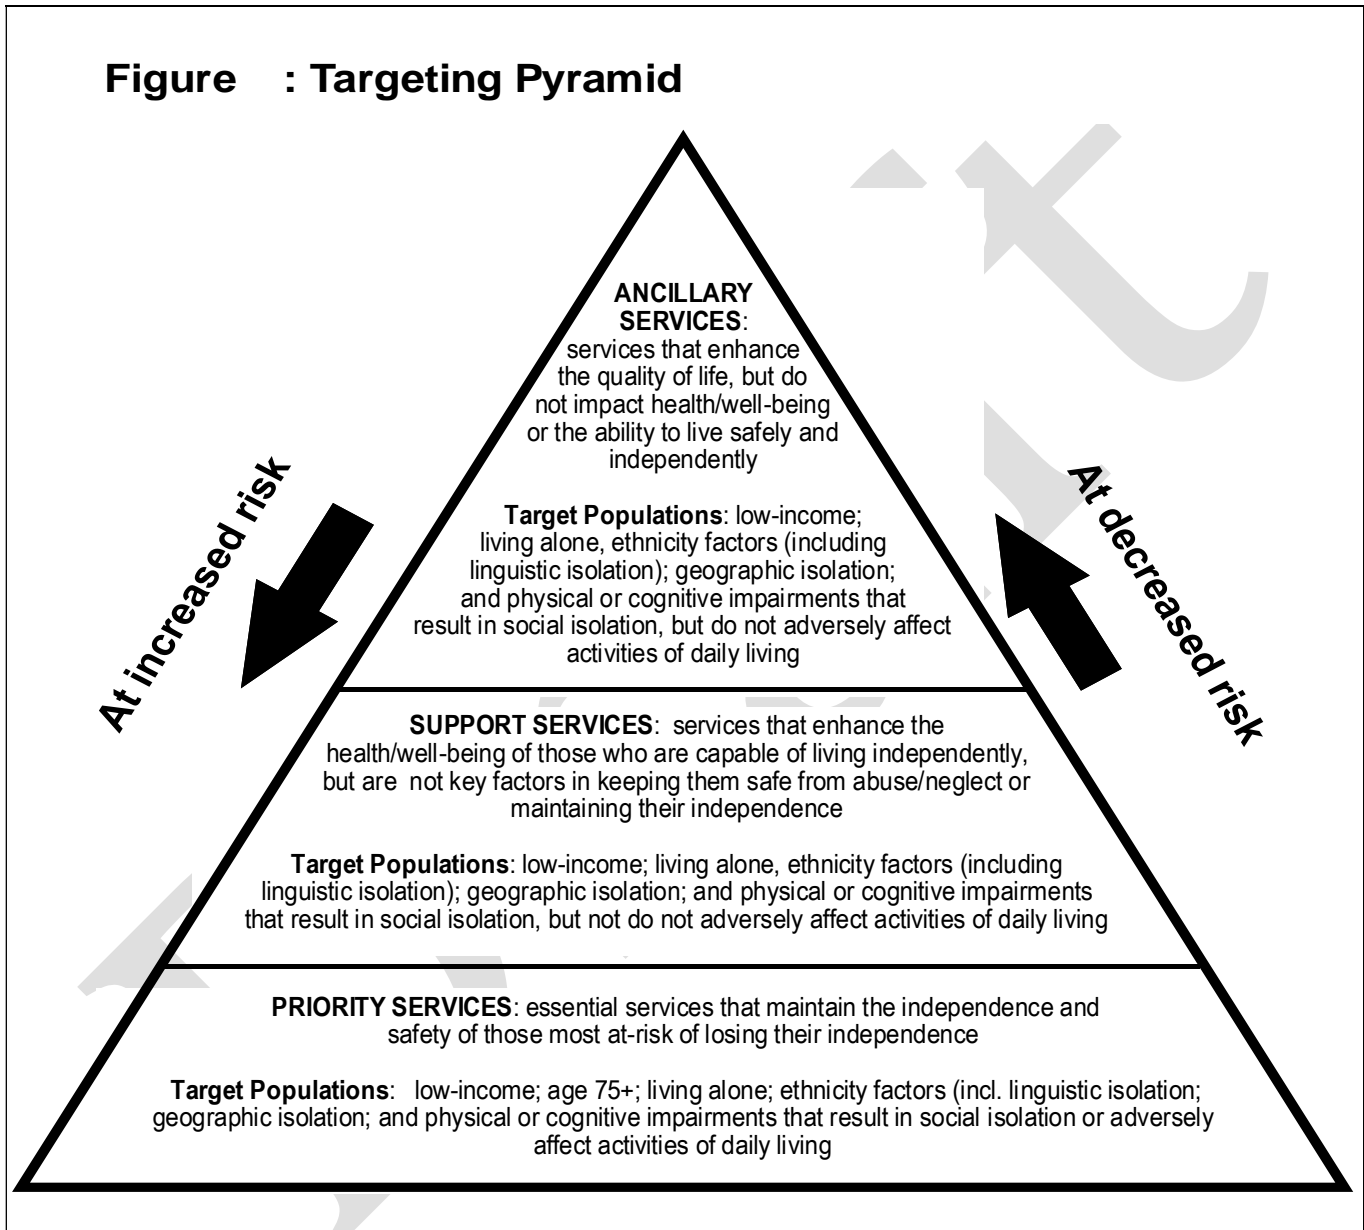 Figure : Targeting Pyramid
ANCILLARY
SERVICES:
services that enhance
the quality of life, but do
not impact health/well-being
or the ability to live safely and
independently
Target Populations: low-income;
living alone, ethnicity factors (including
linguistic isolation); geographic isolation;
and physical or cognitive impairments that
result in social isolation, but do not adversely affect
activities of daily living
At increased risk
At decreased risk
SUPPORT SERVICES: services that enhance the
health/well-being of those who are capable of living independently,
but are not key factors in keeping them safe from abuse/neglect or
maintaining their independence
Target Populations: low-income; living alone, ethnicity factors (including
linguistic isolation); geographic isolation; and physical or cognitive impairments
that result in social isolation, but not do not adversely affect activities of daily living
PRIORITY SERVICES: essential services that maintain the independence and
safety of those most at-risk of losing their independence
Target Populations: low-income; age 75+; living alone; ethnicity factors (incl. linguistic isolation;
geographic isolation; and physical or cognitive impairments that result in social isolation or adversely
affect activities of daily living